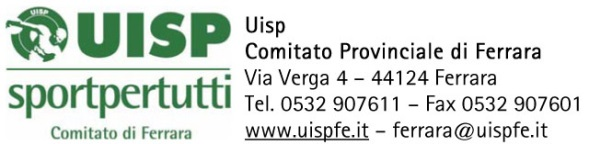 UISP
sportpertutti
Comitato di Ferrara
Uisp
Comitato Provinciale di Ferrara
Via Verga 4 – 44124 Ferrara
Tel. 0532 907611 – Fax 0532 907601
www.uispfe.it – ferrara@uispfe.it